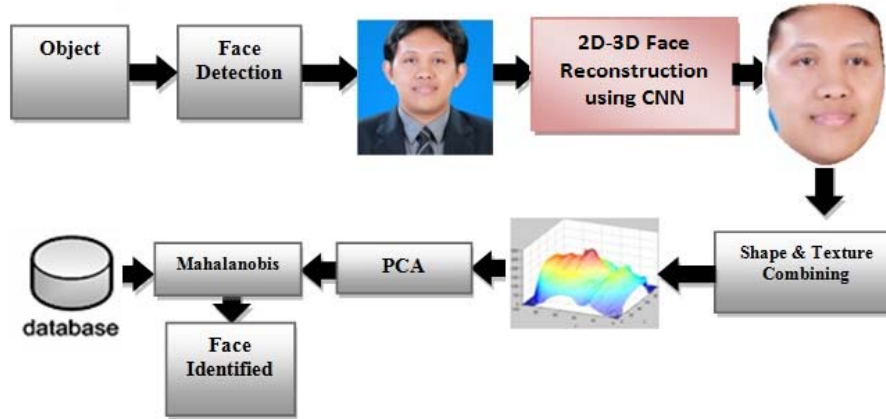 Object
Face
Detection
2D-3D Face
Reconstruction
using CNN
Shape & Texture
Combining
PCA
Mahalanobis
database
Face
Identified